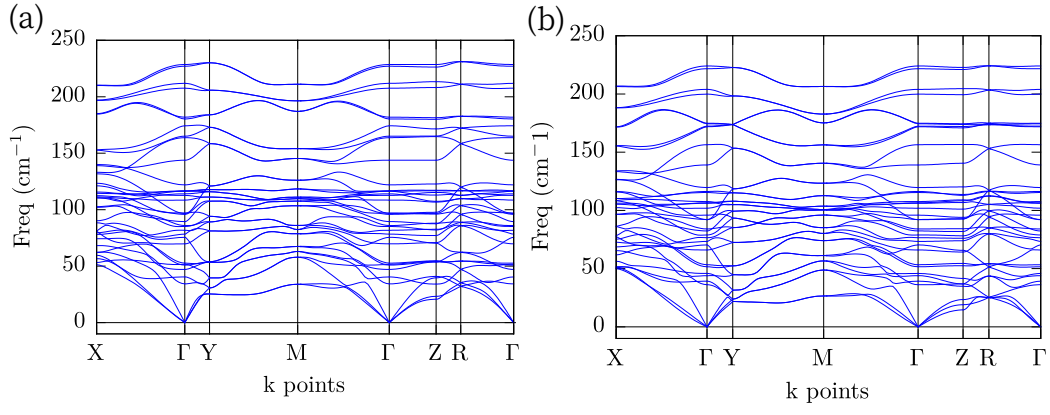 (a)
250
200
150
100
50
0
Freq (cm⁻¹)
X Γ Y M Γ Z R Γ
k points
(b)
250
200
150
100
50
0
Freq (cm⁻1)
X Γ Y M Γ Z R Γ
k points